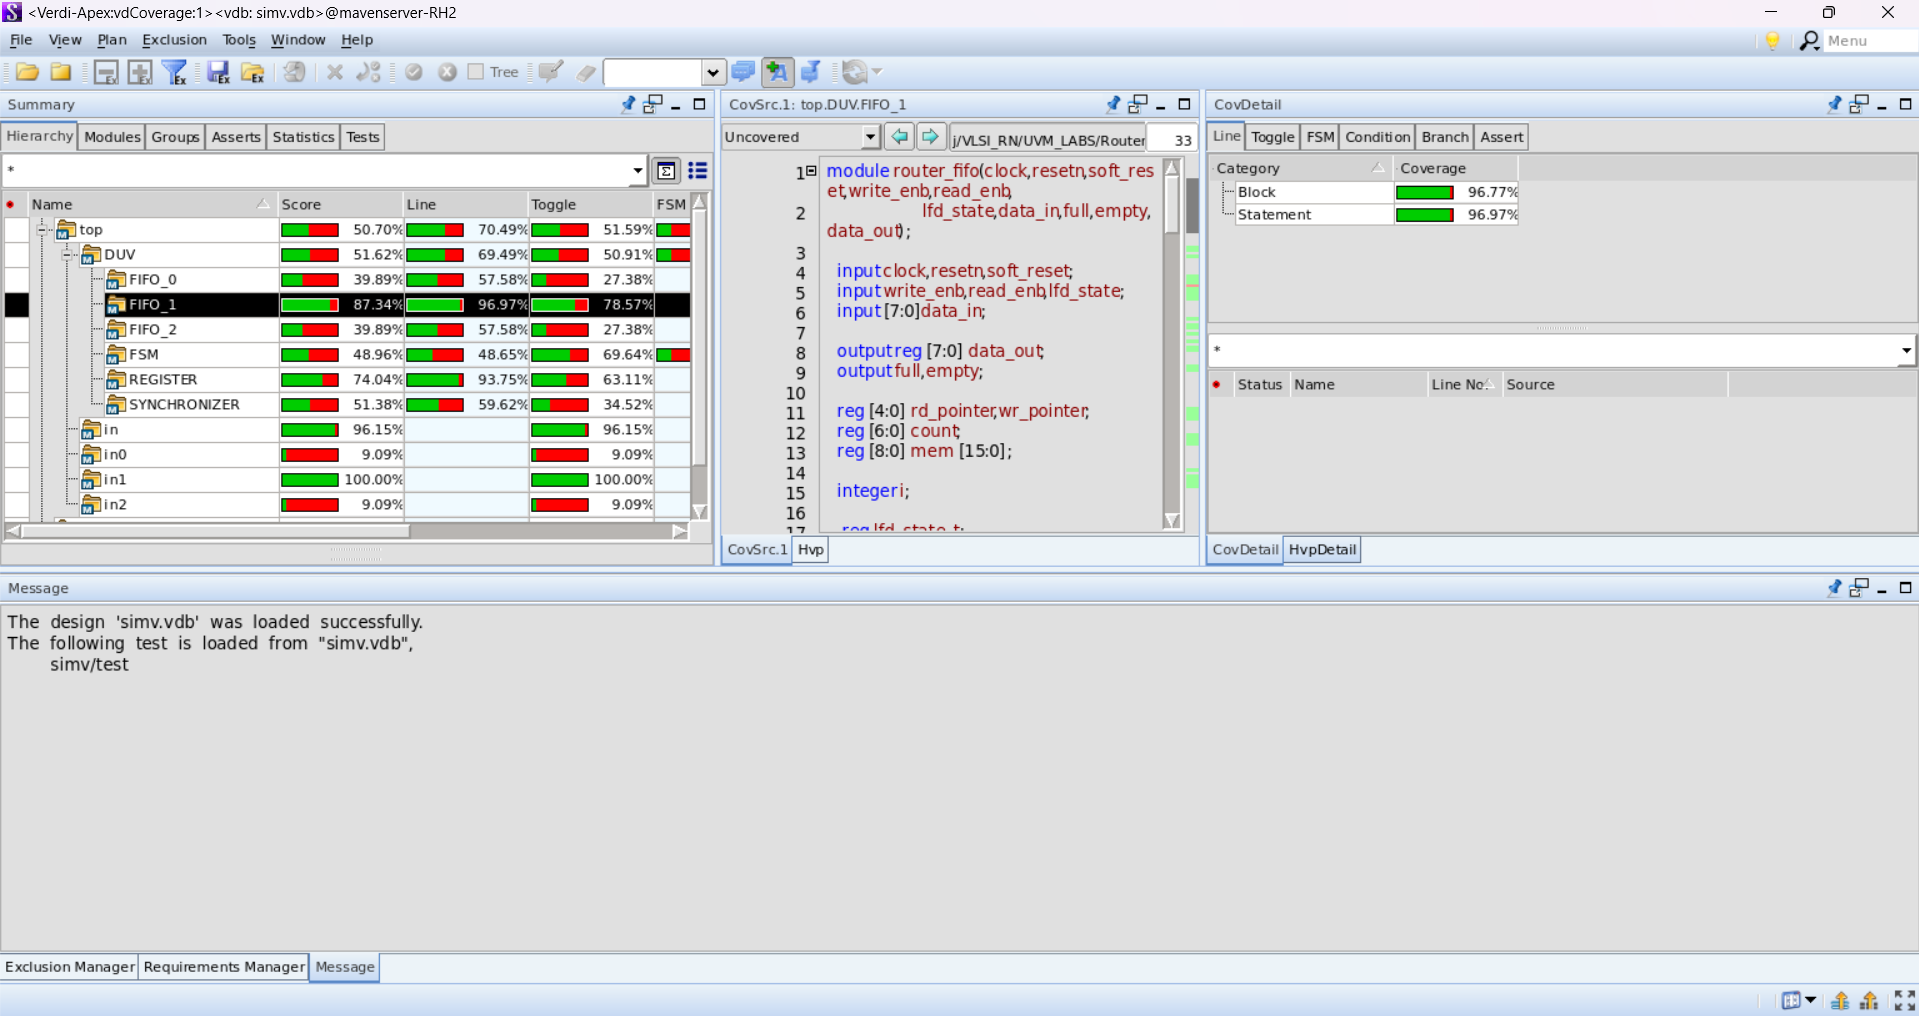 <Verdi-Apex:vdCoverage:1><vdb: simv.vdb>@mavenserver-RH2
File View Plan Exclusion Tools Window Help
Menu
Tree
Summary
Hierarchy Modules Groups Asserts Statistics Tests
*
Name Score Line Toggle FSM
top 50.70% 70.49% 51.59%
DUV 51.62% 69.49% 50.91%
FIFO_0 39.89% 57.58% 27.38%
FIFO_1 87.34% 96.97% 78.57%
FIFO_2 39.89% 57.58% 27.38%
FSM 48.96% 48.65% 69.64%
REGISTER 74.04% 93.75% 63.11%
SYNCHRONIZER 51.38% 59.62% 34.52%
in 96.15% 96.15%
in0 9.09% 9.09%
in1 100.00% 100.00%
in2 9.09% 9.09%
CovSrc.1: top.DUV.FIFO_1
Uncovered j/VLSI_RN/UVM_LABS/Router 33
1 module router_fifo(clock,resetn,soft_res
et,write_enb,read_enb,
2 lfd_state,data_in,full,empty,
data_out);
3
4 input clock,resetn,soft_reset;
5 input write_enb,read_enb,lfd_state;
6 input [7:0]data_in;
7
8 output reg [7:0] data_out;
9 output full,empty;
10
11 reg [4:0] rd_pointer,wr_pointer;
12 reg [6:0] count;
13 reg [8:0] mem [15:0];
14
15 integer i;
16
17 reg lfd_state_t;
CovSrc.1 Hvp
CovDetail
Line Toggle FSM Condition Branch Assert
Category Coverage
Block 96.77%
Statement 96.97%
*
Status Name Line No. Source
CovDetail HvpDetail
Message
The design 'simv.vdb' was loaded successfully.
The following test is loaded from "simv.vdb",
simv/test
Exclusion Manager Requirements Manager Message